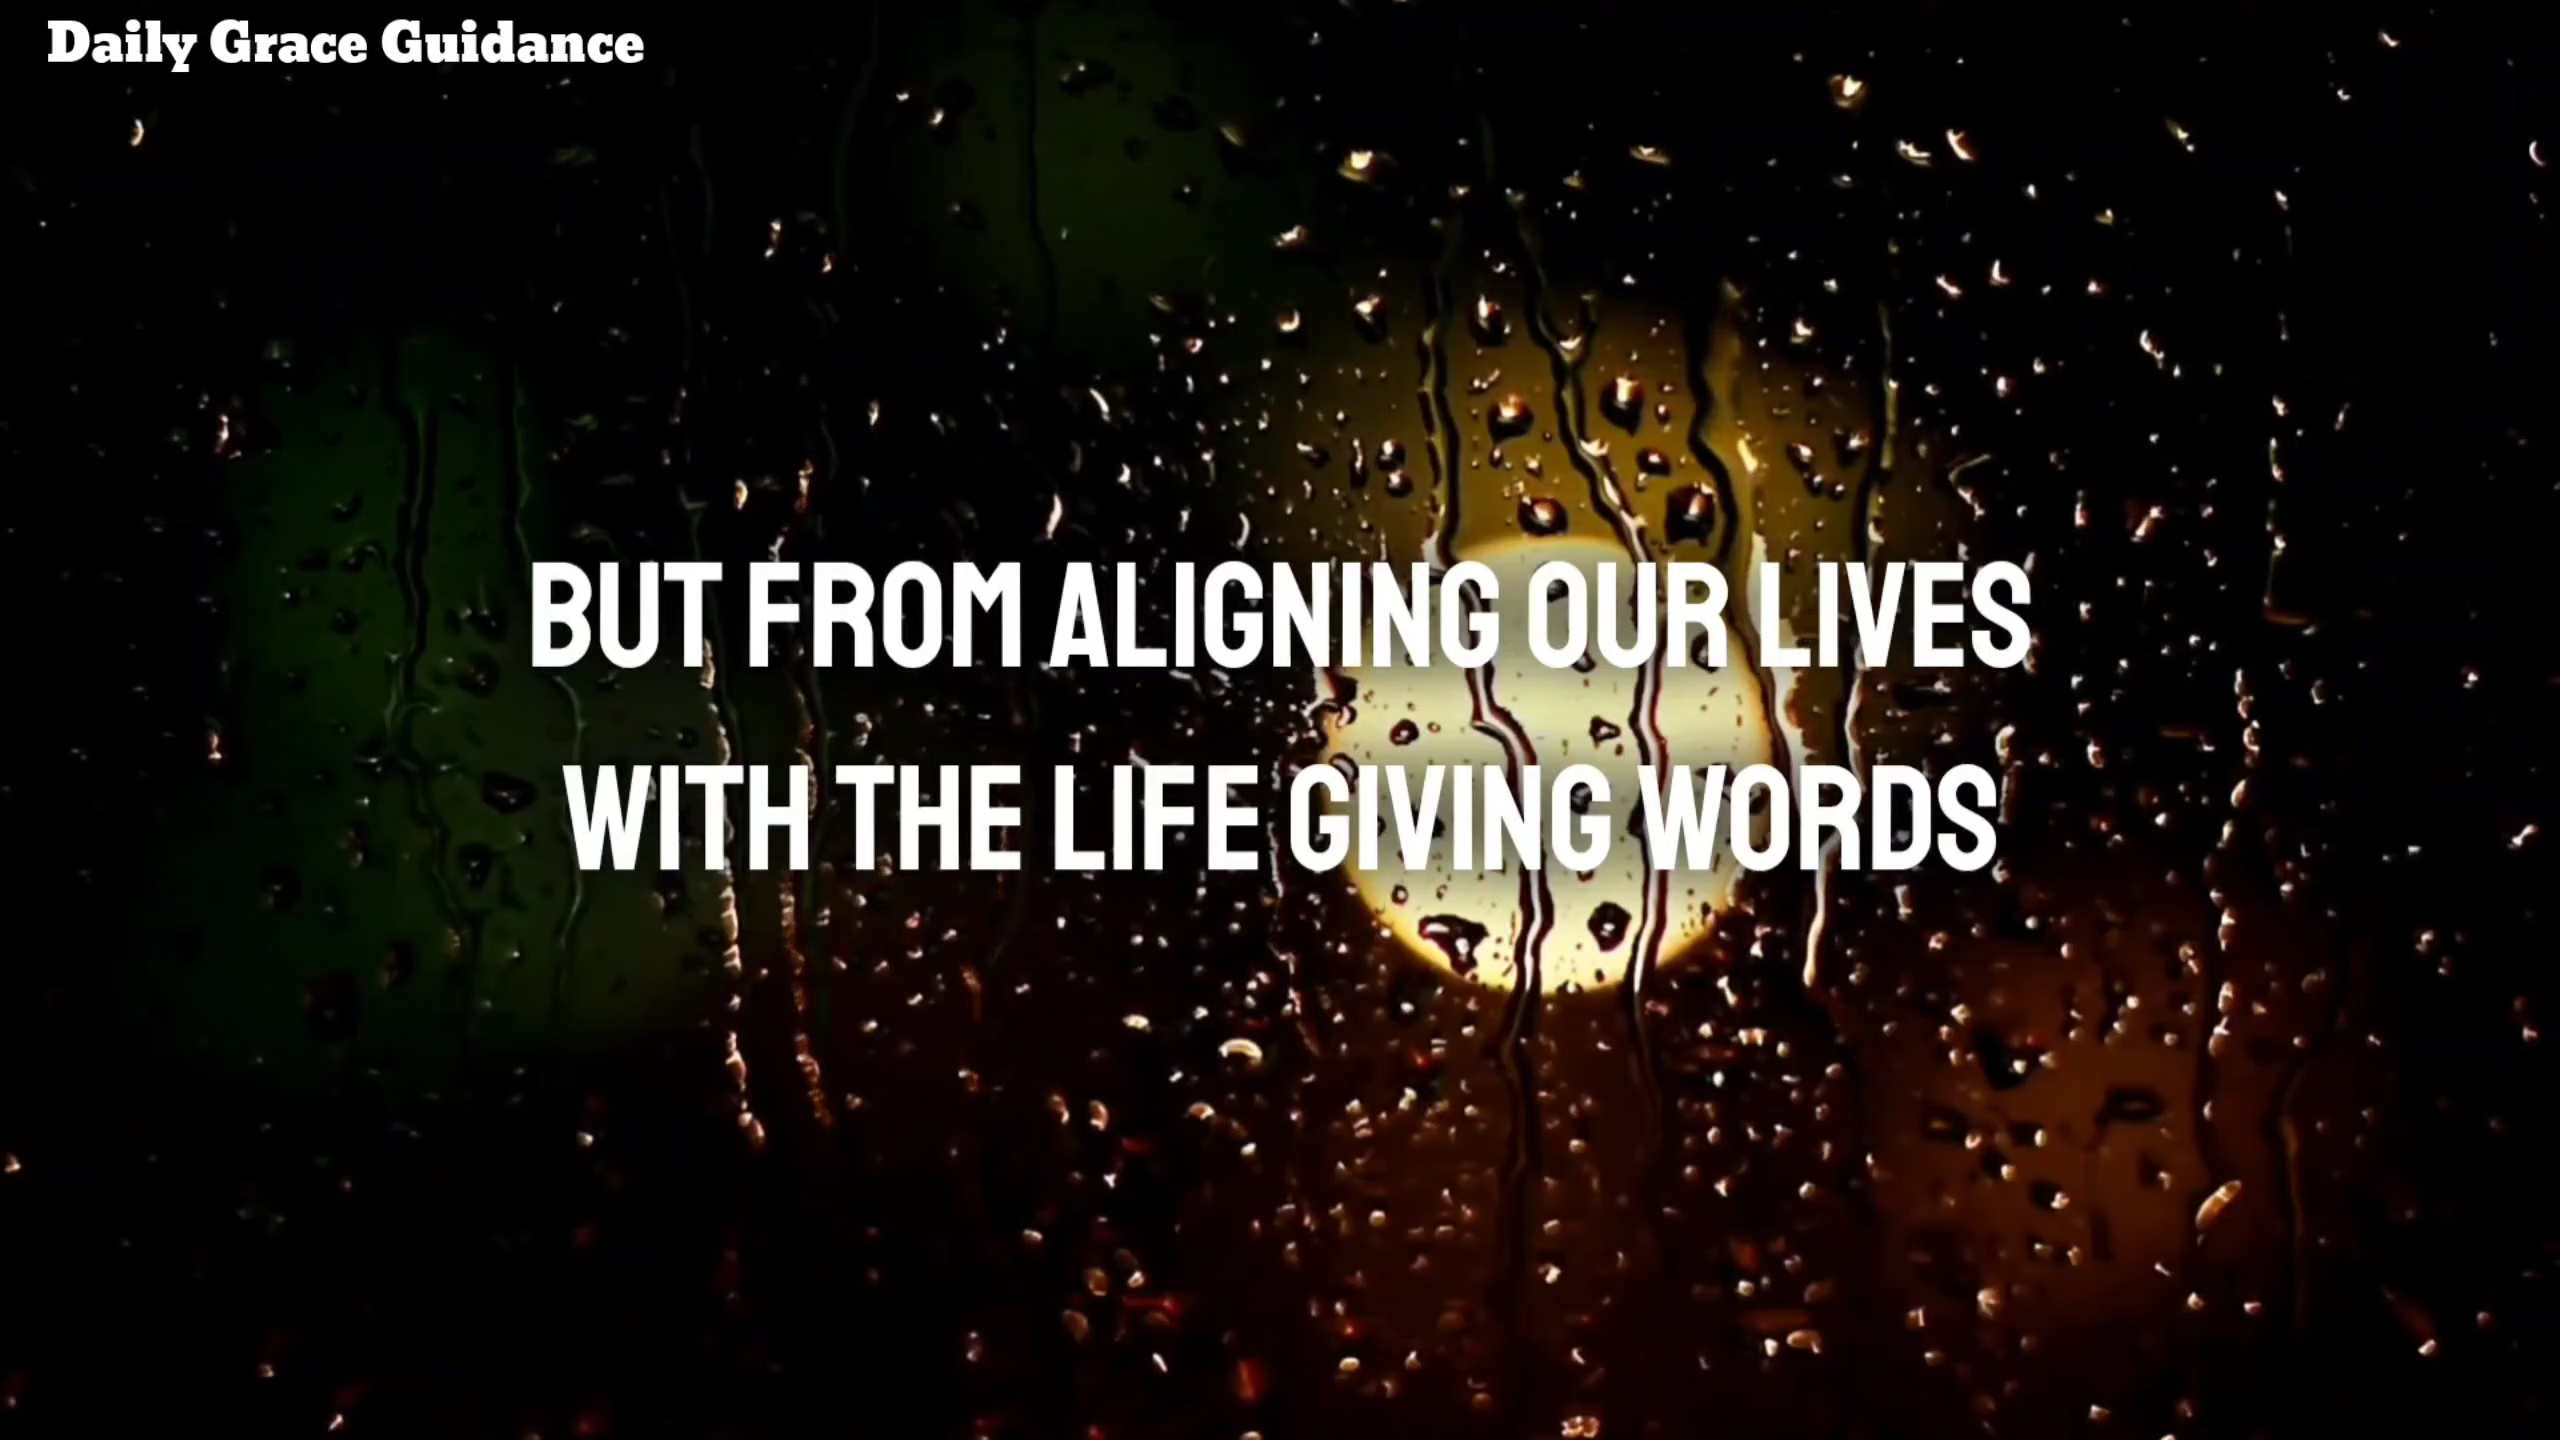 Daily Grace Guidance
BUT FROM ALIGNING OUR LIVES
WITH THE LIFE GIVING WORDS